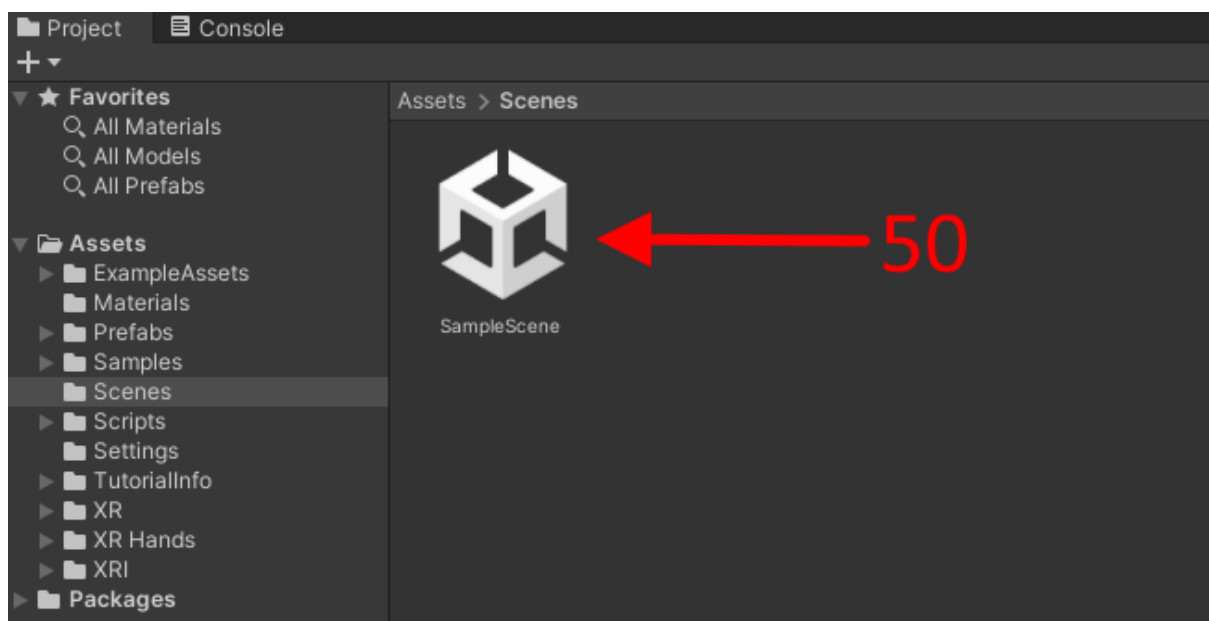 Project
Console
Favorites
All Materials
All Models
All Prefabs
Assets
ExampleAssets
Materials
Prefabs
Samples
Scenes
Scripts
Settings
TutorialInfo
XR
XR Hands
XRI
Packages
Assets > Scenes
SampleScene
50